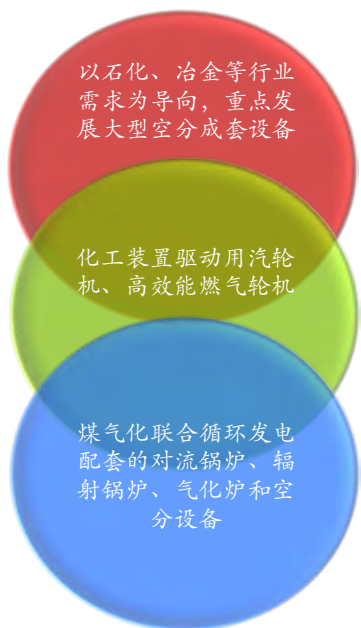 以石化、冶金等行业
需求为导向，重点发
展大型空分成套设备
化工装置驱动用汽轮
机、高效能燃气轮机
煤气化联合循环发电
配套的对流锅炉、辐
射锅炉、气化炉和空
分设备